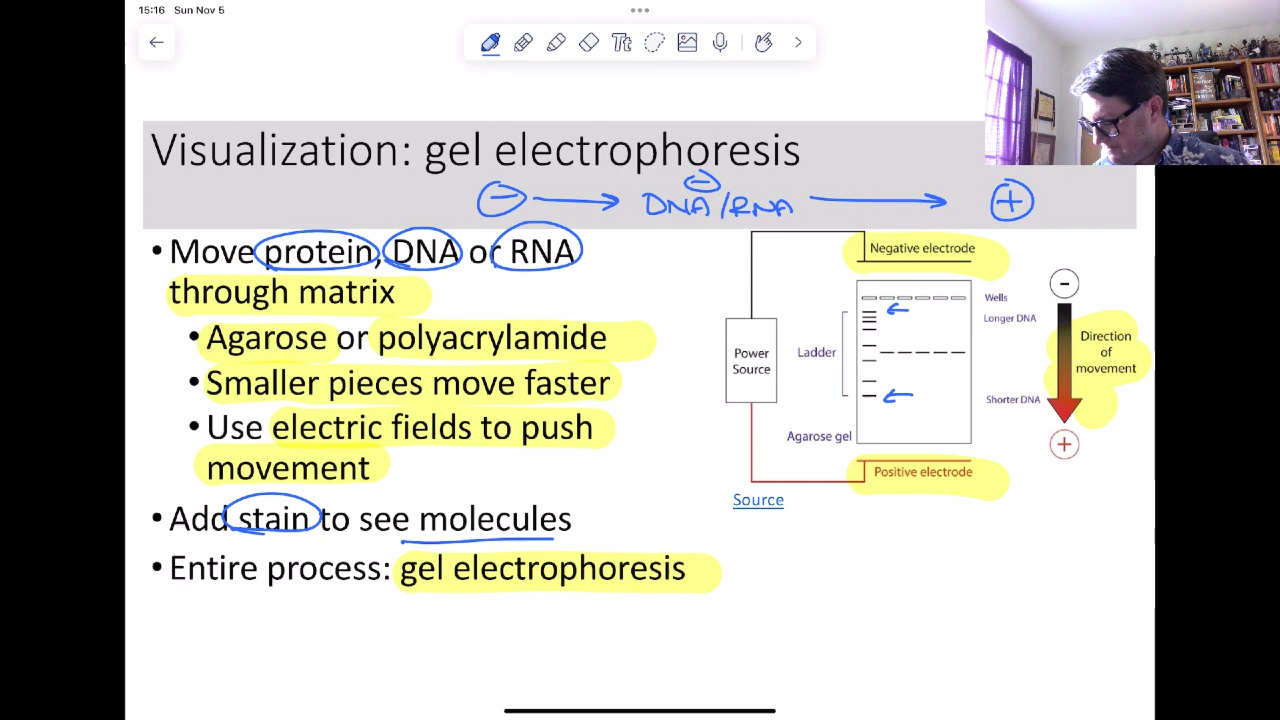 15:16 Sun Nov 5
Tt
Visualization: gel electrophoresis
− → DNA/RNA − → +
• Move protein, DNA or RNA
through matrix
• Agarose or polyacrylamide
• Smaller pieces move faster
• Use electric fields to push
movement
• Add stain to see molecules
• Entire process: gel electrophoresis
Negative electrode
Wells
Longer DNA
Power
Source
Ladder
Shorter DNA
Agarose gel
Positive electrode
Source
−
Direction
of
movement
+